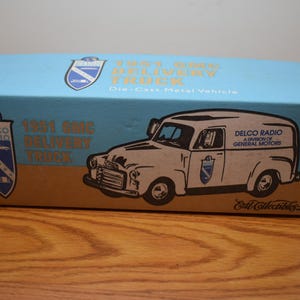 1951 GMC
DELIVERY
TRUCK
Die-Cast Metal Vehicle
1951 GMC
DELIVERY
TRUCK
DELCO RADIO
A DIVISION OF
GENERAL MOTORS
Ertl Collectibles